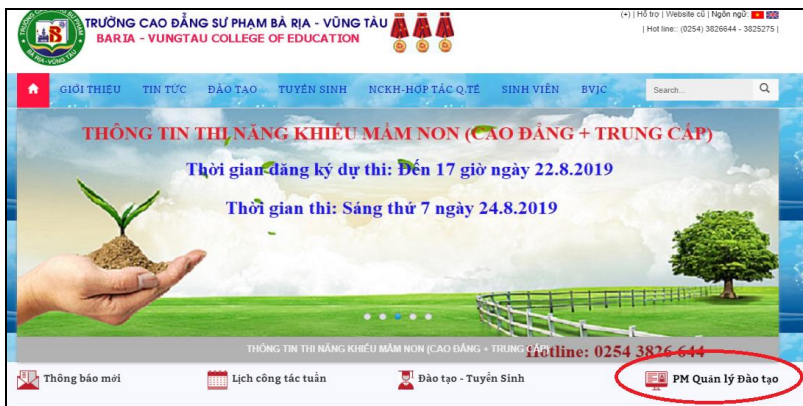 (+) | Hỗ trợ | Website cũ | Ngôn ngữ:
TRƯỜNG CAO ĐẲNG SƯ PHẠM BÀ RỊA - VŨNG TÀU
BARIA - VUNGTAU COLLEGE OF EDUCATION
| Hot line:: (0254) 3826644 - 3825275 |
GIỚI THIỆU TIN TỨC ĐÀO TẠO TUYỂN SINH NCKH-HỢP TÁC Q.TẾ SINH VIÊN BVJC Search...
THÔNG TIN THI NĂNG KHIẾU MẦM NON (CAO ĐẲNG + TRUNG CẤP)
Thời gian đăng ký dự thi: Đến 17 giờ ngày 22.8.2019
Thời gian thi: Sáng thứ 7 ngày 24.8.2019
THÔNG TIN THI NĂNG KHIẾU MẦM NON (CAO ĐẲNG + TRUNG CẤP)
Hotline: 0254 3826 644
Thông báo mới Lịch công tác tuần Đào tạo - Tuyển Sinh PM Quản lý Đào tạo